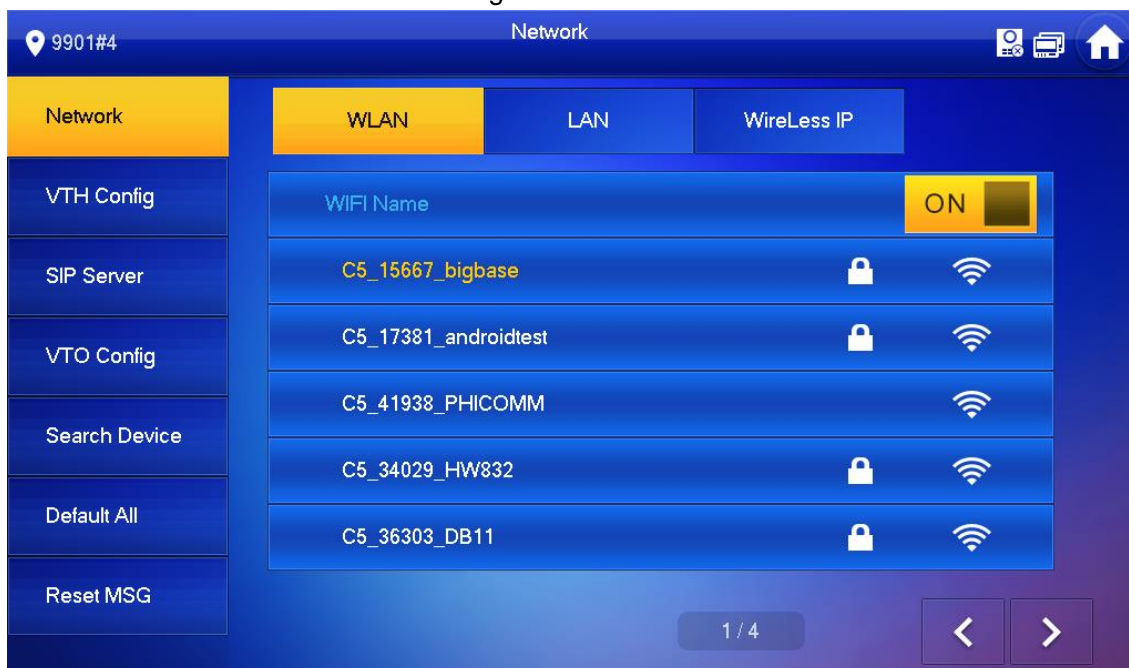 9901#4
Network
Network
WLAN
LAN
WireLess IP
VTH Config
WIFI Name
ON
SIP Server
C5_15667_bigbase
VTO Config
C5_17381_androidtest
C5_41938_PHICOMM
Search Device
C5_34029_HW832
Default All
C5_36303_DB11
Reset MSG
1 / 4